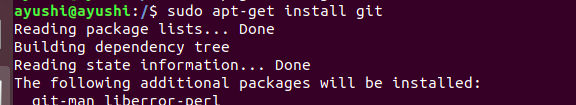 ayushi@ayushi:/$ sudo apt-get install git
Reading package lists... Done
Building dependency tree
Reading state information... Done
The following additional packages will be installed:
git-man liberror-perl